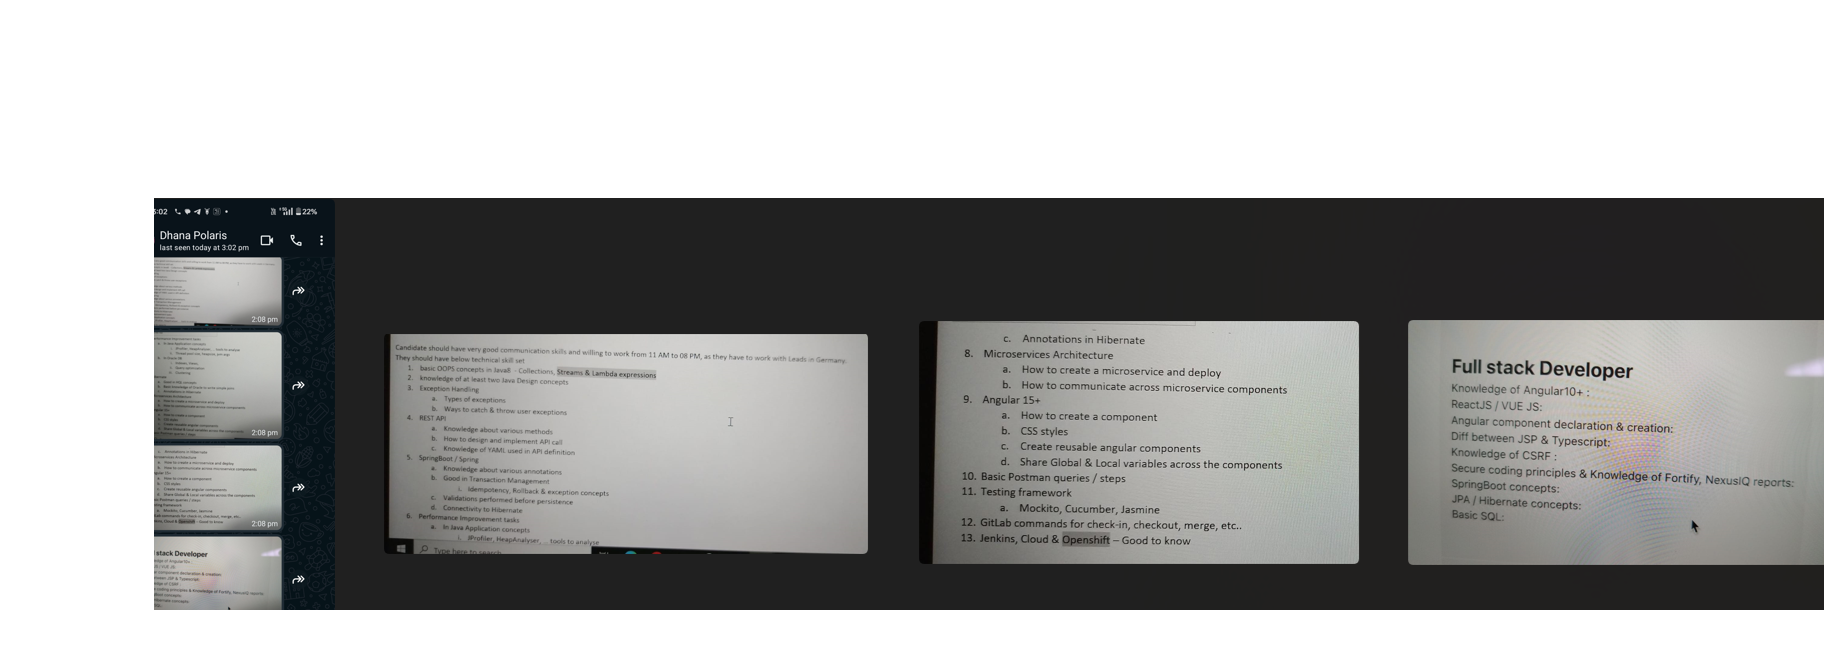 5:02
22%
Dhana Polaris
last seen today at 3:02 pm
2:08 pm
2:08 pm
2:08 pm
stack Developer
Candidate should have very good communication skills and willing to work from 11 AM to 08 PM, as they have to work with Leads in Germany.
They should have below technical skill set.
1. basic OOPS concepts in Java8 - Collections, Streams & Lambda expressions
2. knowledge of at least two Java Design concepts
3. Exception Handling
a. Types of exceptions
b. Ways to catch & throw user exceptions
4. REST API
a. Knowledge about various methods
b. How to design and implement API call
c. Knowledge of YAML used in API definition
5. SpringBoot / Spring
a. Knowledge about various annotations
b. Good in Transaction Management
i. Idempotency, Rollback & exception concepts
c. Validations performed before persistence
d. Connectivity to Hibernate
6. Performance Improvement tasks
a. In Java Application concepts
i. JProfiler, HeapAnalyser, ... tools to analyse
Type here to search
c. Annotations in Hibernate
8. Microservices Architecture
a. How to create a microservice and deploy
b. How to communicate across microservice components
9. Angular 15+
a. How to create a component
b. CSS styles
c. Create reusable angular components
d. Share Global & Local variables across the components
10. Basic Postman queries / steps
11. Testing framework
a. Mockito, Cucumber, Jasmine
12. GitLab commands for check-in, checkout, merge, etc..
13. Jenkins, Cloud & Openshift – Good to know
Full stack Developer
Knowledge of Angular10+ :
ReactJS / VUE JS:
Angular component declaration & creation:
Diff between JSP & Typescript:
Knowledge of CSRF :
Secure coding principles & Knowledge of Fortify, NexusIQ reports:
SpringBoot concepts:
JPA / Hibernate concepts:
Basic SQL: